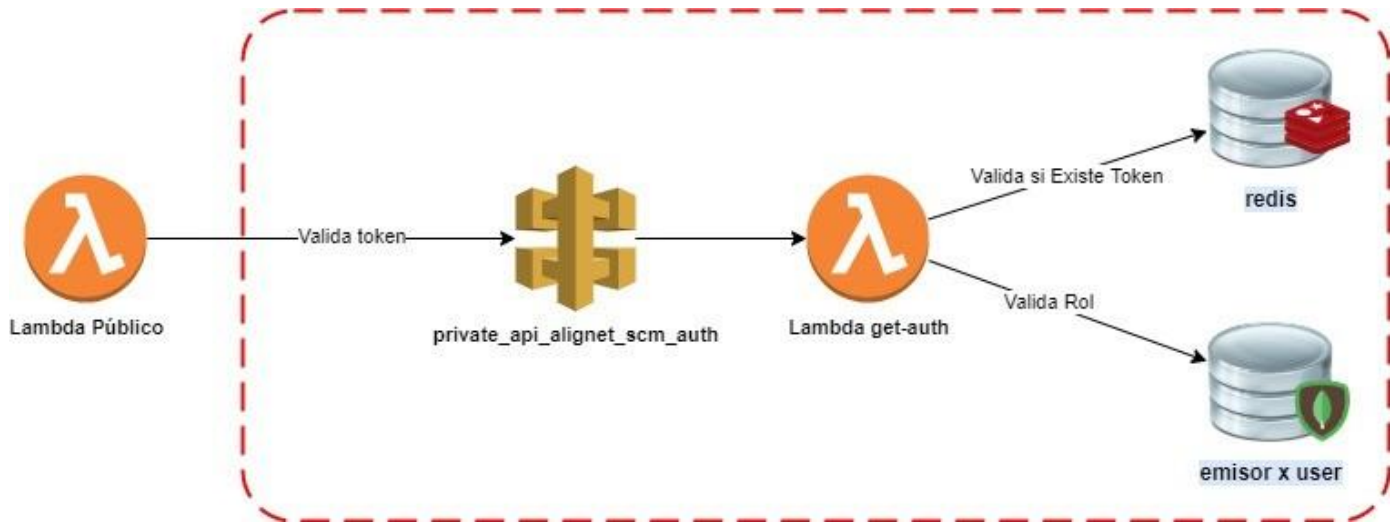 Valida si Existe Token
redis
Valida token
Lambda Público
private_api_alignet_scm_auth
Lambda get-auth
Valida Rol
emisor x user